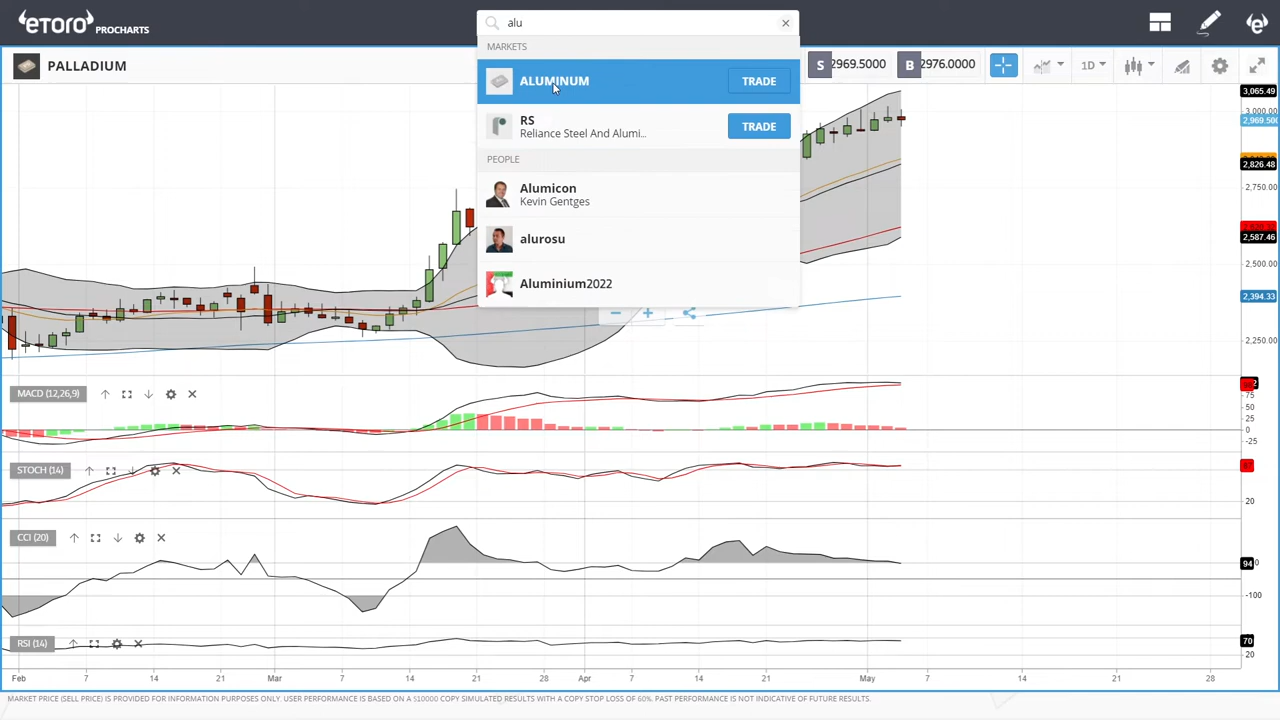 etoro PROCHARTS
alu
MARKETS
PALLADIUM
S 2969.5000 B 2976.0000
1D
ALUMINUM TRADE
RS
Reliance Steel And Alumi...
TRADE
PEOPLE
Alumicon
Kevin Gentges
alurosu
Aluminium2022
3,065.49
3,000.00
2,969.500
2,826.48
2,750.00
2,587.46
2,500.00
2,394.33
2,250.00
MACD (12,26,9)
75
50
25
0
-25
STOCH (14)
20
CCI (20)
94
-100
RSI (14)
70
20
Feb 7 14 21 Mar 7 14 21 28 Apr 7 14 21 May 7 14 21 28
MARKET PRICE (SELL PRICE) IS PROVIDED FOR INFORMATION PURPOSES ONLY. USER PERFORMANCE IS BASED ON A $10000 COPY SIMULATED RESULTS WITH A COPY STOP LOSS OF 60%. PAST PERFORMANCE IS NOT INDICATIVE OF FUTURE RESULTS.